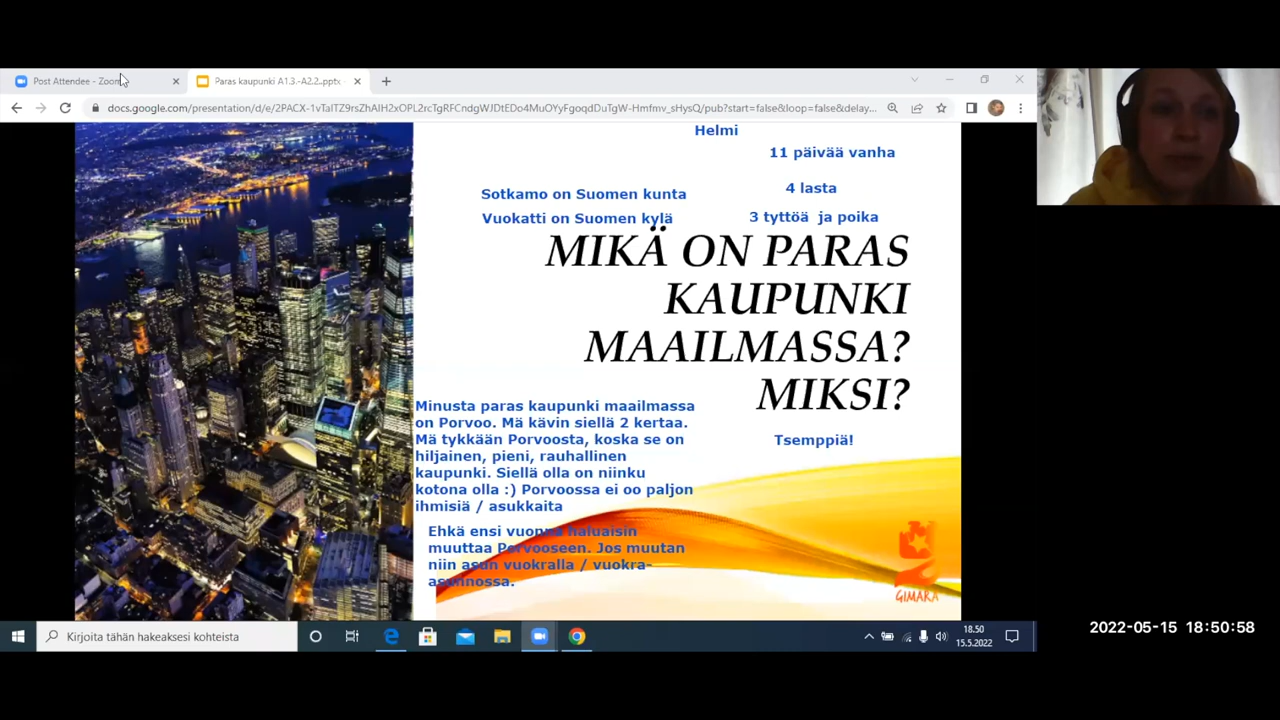 Post Attendee - Zoom
Paras kaupunki A1.3.-A2.2..pptx -
docs.google.com/presentation/d/e/2PACX-1vTalTZ9rsZhAIH2xOPL2rcTgRFCndgWJDtEDo4MuOYyFgoqdDuTgW-Hmfmv_sHysQ/pub?start=false&loop=false&delay...
Helmi
11 päivää vanha
4 lasta
Sotkamo on Suomen kunta
Vuokatti on Suomen kylä
3 tyttöä ja poika
MIKÄ ON PARAS
KAUPUNKI
MAAILMASSA?
MIKSI?
Minusta paras kaupunki maailmassa
on Porvoo. Mä kävin siellä 2 kertaa.
Mä tykkään Porvoosta, koska se on
hiljainen, pieni, rauhallinen
kaupunki. Siellä olla on niinku
kotona olla :) Porvoossa ei oo paljon
ihmisiä / asukkaita
Tsemppiä!
Ehkä ensi vuonna haluaisin
muuttaa Porvooseen. Jos muutan
niin asun vuokralla / vuokra-
asunnossa.
GIMARA
Kirjoita tähän hakeaksesi kohteista
18.50
15.5.2022
2022-05-15 18:50:58